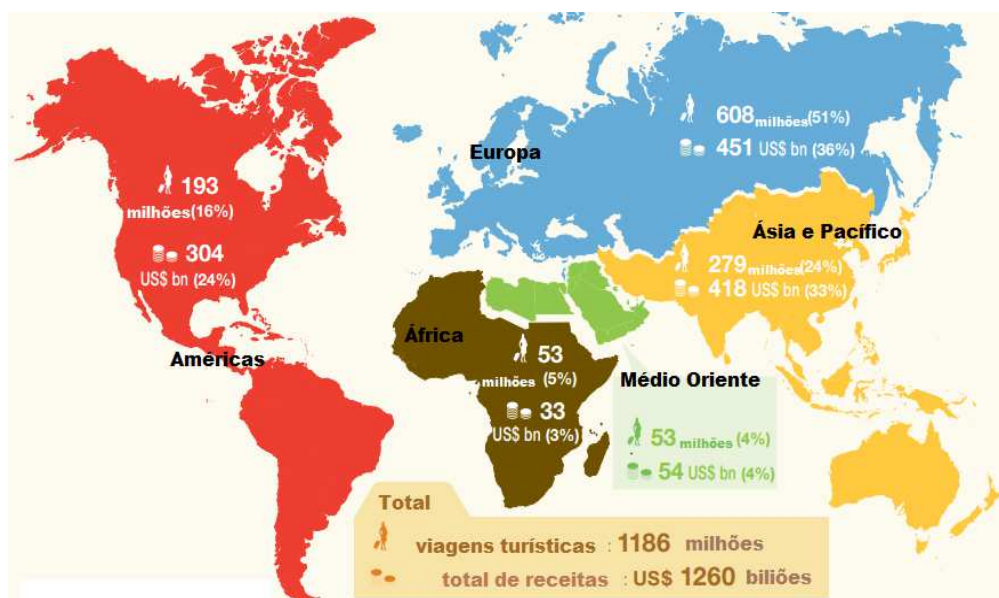 Américas
193
milhões(16%)
304
US$ bn (24%)
Europa
608 milhões (51%)
451 US$ bn (36%)
Ásia e Pacífico
279 milhões(24%)
418 US$ bn (33%)
África
53
milhões (5%)
33
US$ bn (3%)
Médio Oriente
53 milhões (4%)
54 US$ bn (4%)
Total
viagens turísticas : 1186 milhões
total de receitas : US$ 1260 biliões